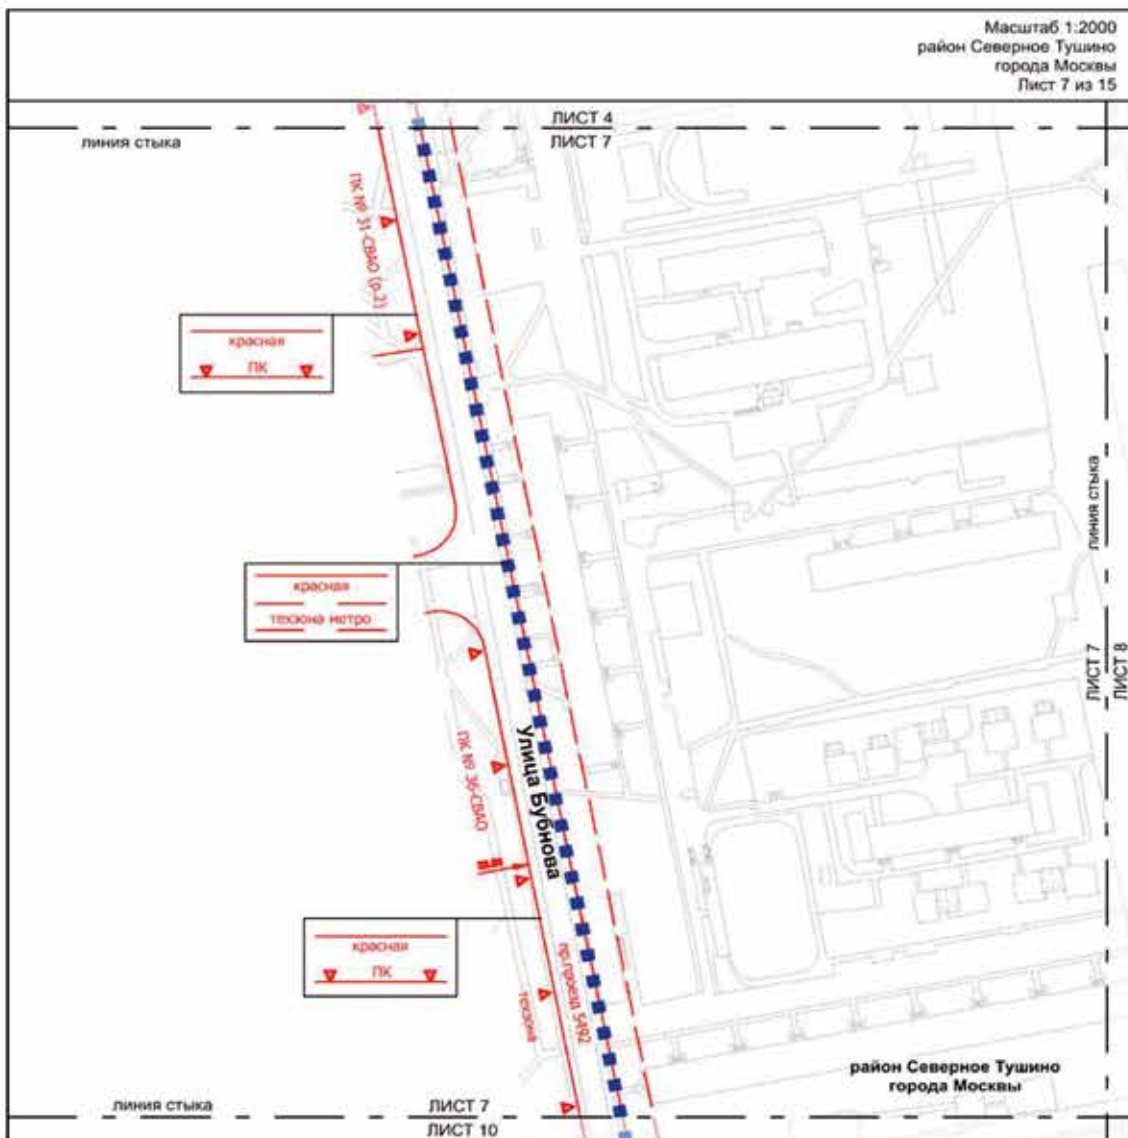 Масштаб 1:2000
район Северное Тушино
города Москвы
Лист 7 из 15
ЛИСТ 4
линия стыка
ЛИСТ 7
ПК № 31-СВАО (р.2)
красная
ПК
линия стыка
красная
техзона метро
ЛИСТ 7
ЛИСТ 8
ПК № 36-СВАО
улица Бубнова
красная
ПК
техзона
пр.проезд 5492
район Северное Тушино
города Москвы
линия стыка
ЛИСТ 7
ЛИСТ 10